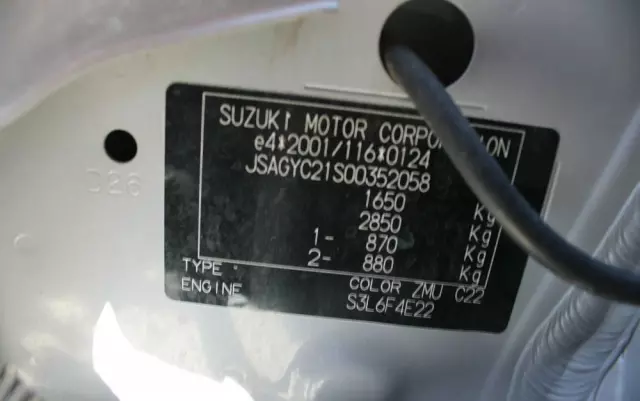 SUZUKI MOTOR CORPORATION
e4*2001/116*0124
JSAGYC21S00352058
1650 Kg
2850 Kg
1- 870 Kg
2- 880 Kg
TYPE - COLOR ZMU C22
ENGINE S3L6F4E22
D26